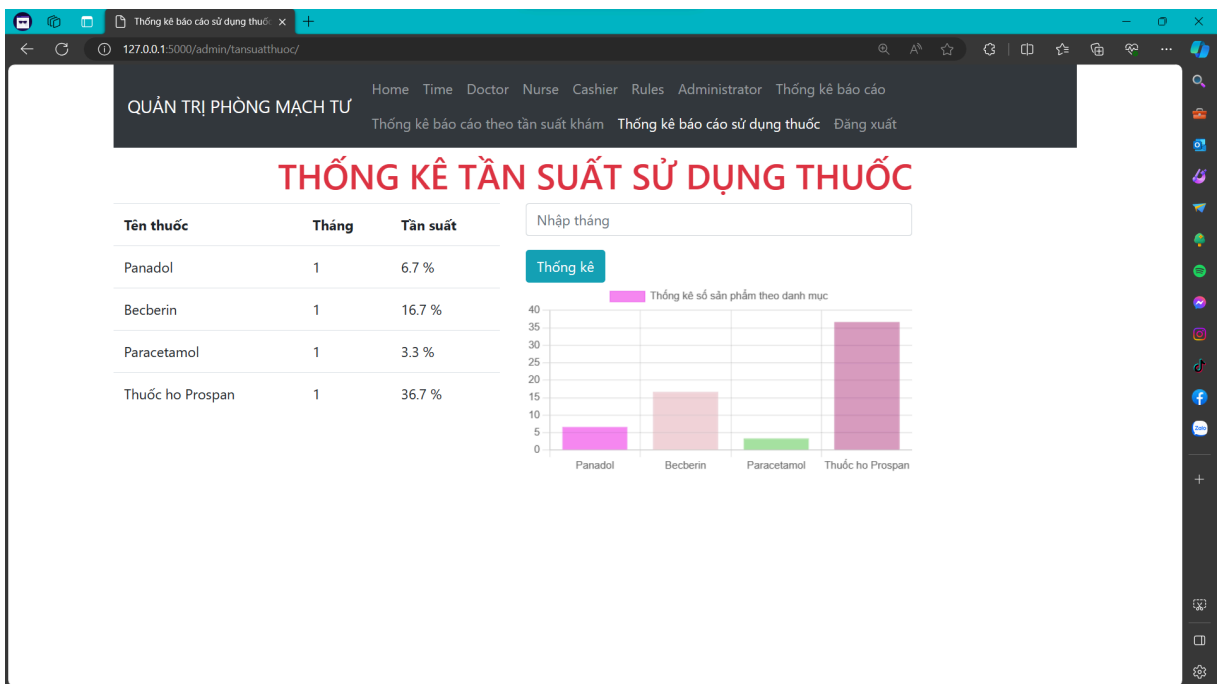 Thống kê báo cáo sử dụng thuốc
127.0.0.1:5000/admin/tansuatthuoc/
QUẢN TRỊ PHÒNG MẠCH TƯ
Home Time Doctor Nurse Cashier Rules Administrator Thống kê báo cáo
Thống kê báo cáo theo tần suất khám Thống kê báo cáo sử dụng thuốc Đăng xuất
THỐNG KÊ TẦN SUẤT SỬ DỤNG THUỐC
Tên thuốc Tháng Tần suất
Panadol 1 6.7 %
Becberin 1 16.7 %
Paracetamol 1 3.3 %
Thuốc ho Prospan 1 36.7 %
Nhập tháng
Thống kê
Thống kê số sản phẩm theo danh mục
40
35
30
25
20
15
10
5
0
Panadol Becberin Paracetamol Thuốc ho Prospan
Zalo